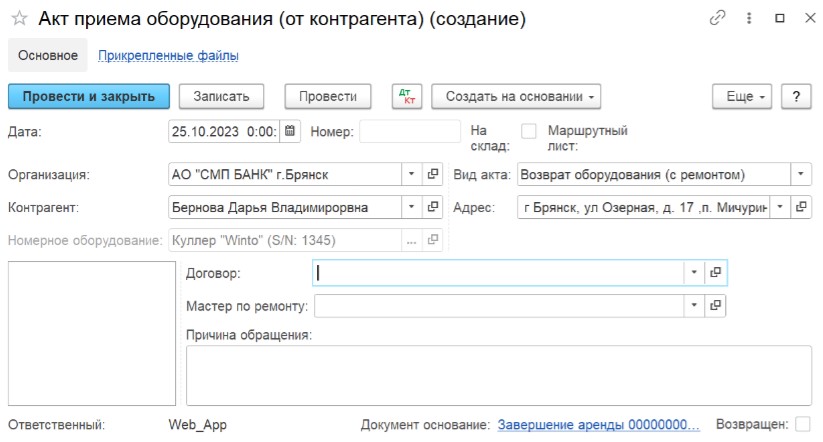 Акт приема оборудования (от контрагента) (создание)
Основное Прикрепленные файлы
Провести и закрыть Записать Провести Дт Кт Создать на основании Еще ?
Дата: 25.10.2023 0:00: Номер: На склад: Маршрутный лист:
Организация: АО "СМП БАНК" г.Брянск Вид акта: Возврат оборудования (с ремонтом)
Контрагент: Бернова Дарья Владимировна Адрес: г Брянск, ул Озерная, д. 17 ,п. Мичурин
Номерное оборудование: Куллер "Winto" (S/N: 1345) ...
Договор:
Мастер по ремонту:
Причина обращения:
Ответственный: Web_App Документ основание: Завершение аренды 00000000... Возвращен: